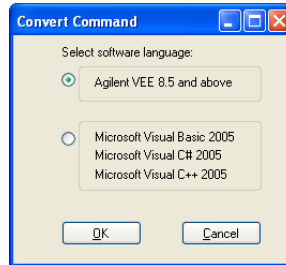 Convert Command
Select software language:
Agilent VEE 8.5 and above
Microsoft Visual Basic 2005
Microsoft Visual C# 2005
Microsoft Visual C++ 2005
OK
Cancel